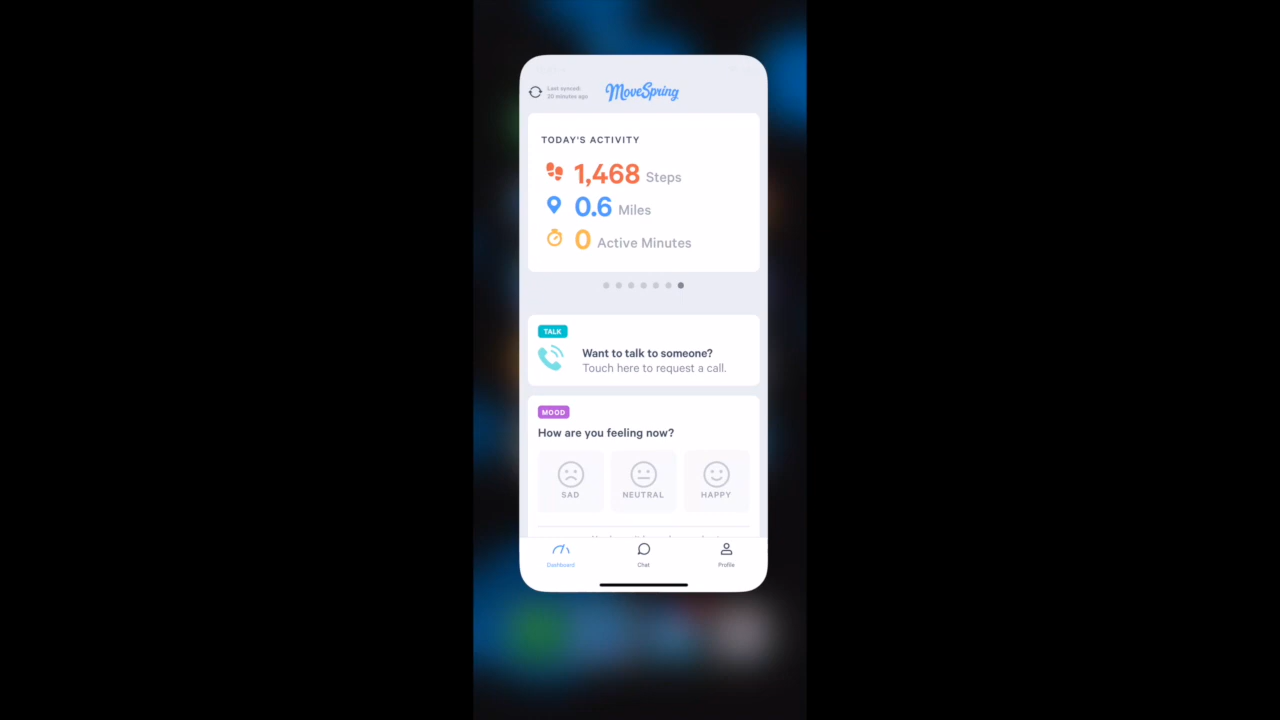 Last synced:
20 minutes ago
MoveSpring
TODAY'S ACTIVITY
1,468 Steps
0.6 Miles
0 Active Minutes
TALK
Want to talk to someone?
Touch here to request a call.
MOOD
How are you feeling now?
SAD NEUTRAL HAPPY
Dashboard Chat Profile